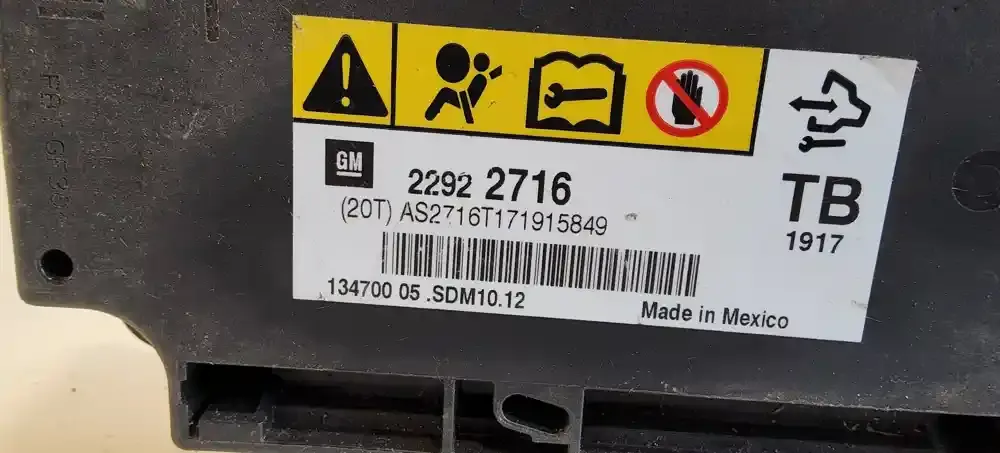 GM
2292 2716
(20T) AS2716T171915849
134700 05 .SDM10.12
Made in Mexico
TB
1917